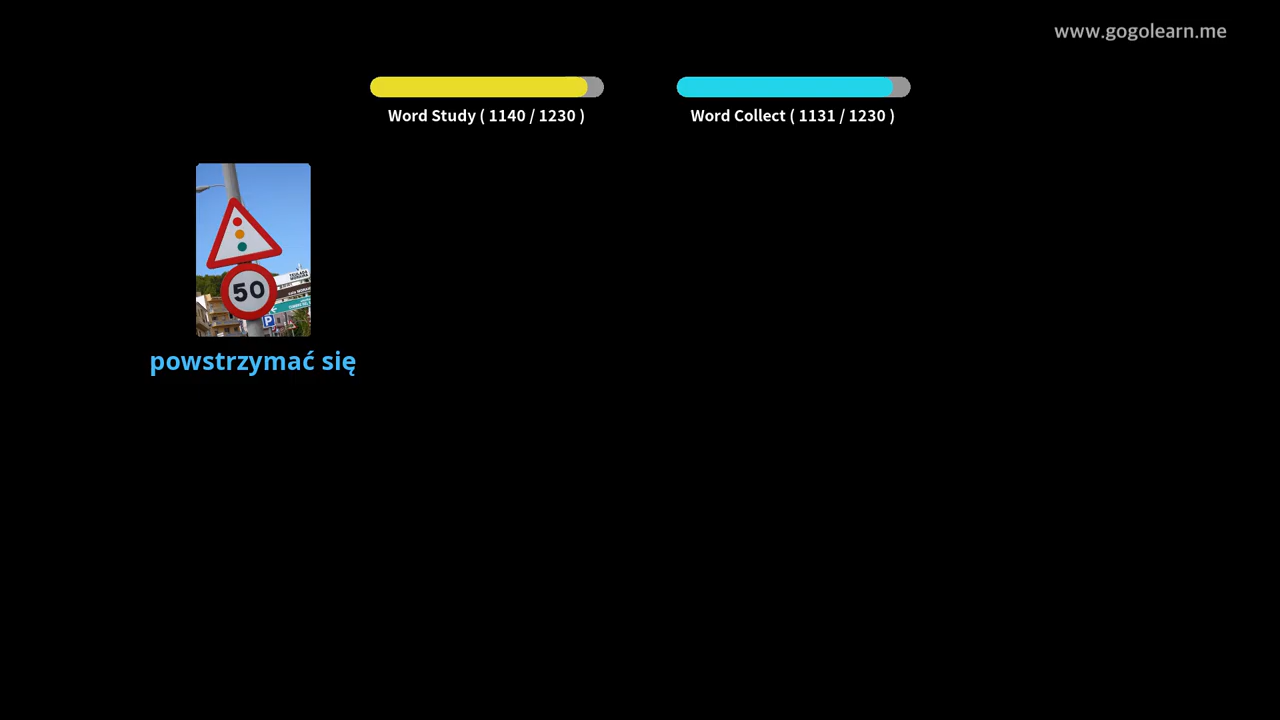 www.gogolearn.me
Word Study ( 1140 / 1230 )
Word Collect ( 1131 / 1230 )
50
P
powstrzymać się